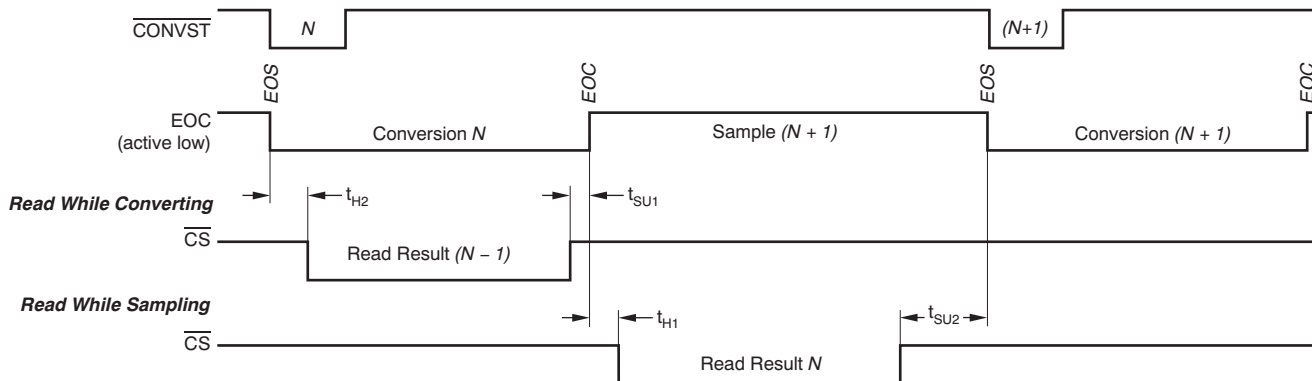 CONVST N (N+1)
EOS EOC EOS EOC
EOC
(active low)
Conversion N Sample (N + 1) Conversion (N + 1)
tH2 tSU1
Read While Converting
CS Read Result (N − 1)
Read While Sampling
tH1 tSU2
CS
Read Result N